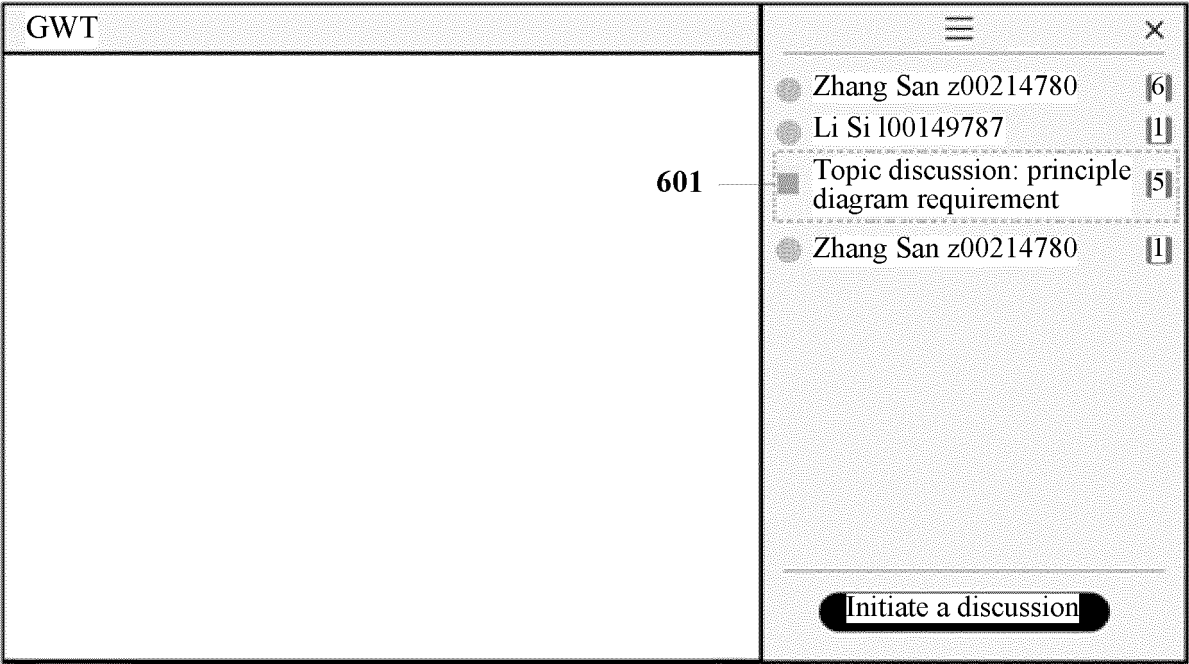 GWT
Zhang San z00214780
6
Li Si l00149787
1
601
Topic discussion: principle
diagram requirement
5
Zhang San z00214780
1
Initiate a discussion